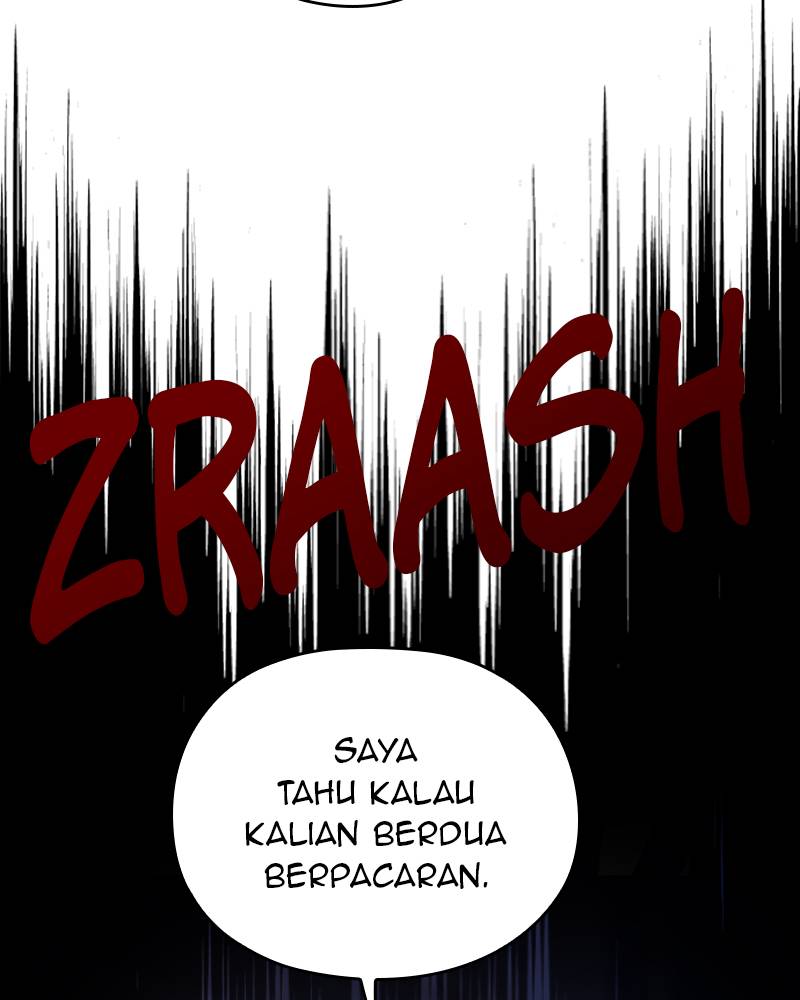 ZRAASH
SAYA
TAHU KALAU
KALIAN BERDUA
BERPACARAN.